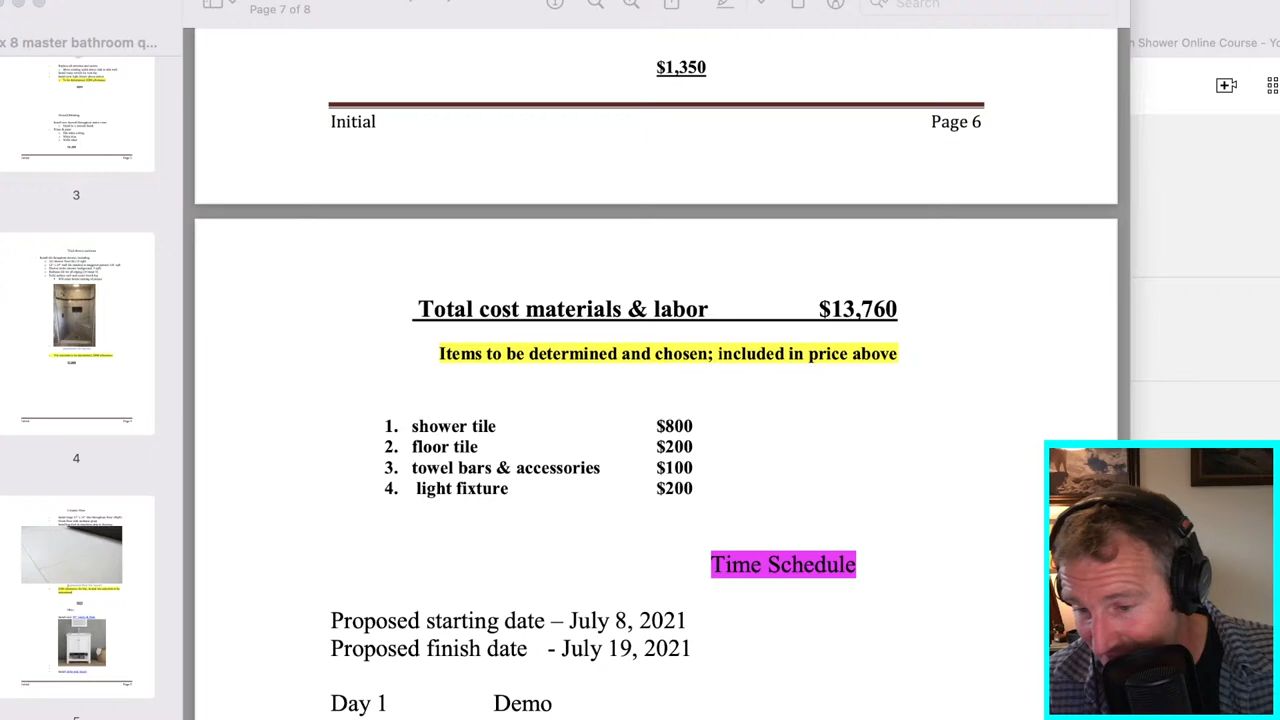 Page 7 of 8
Search
x 8 master bathroom q...
n Shower Online Course - Yo
$1,350
Initial Page 6
3
4
Total cost materials & labor $13,760
Items to be determined and chosen; included in price above
1. shower tile $800
2. floor tile $200
3. towel bars & accessories $100
4. light fixture $200
Time Schedule
Proposed starting date – July 8, 2021
Proposed finish date - July 19, 2021
Day 1 Demo